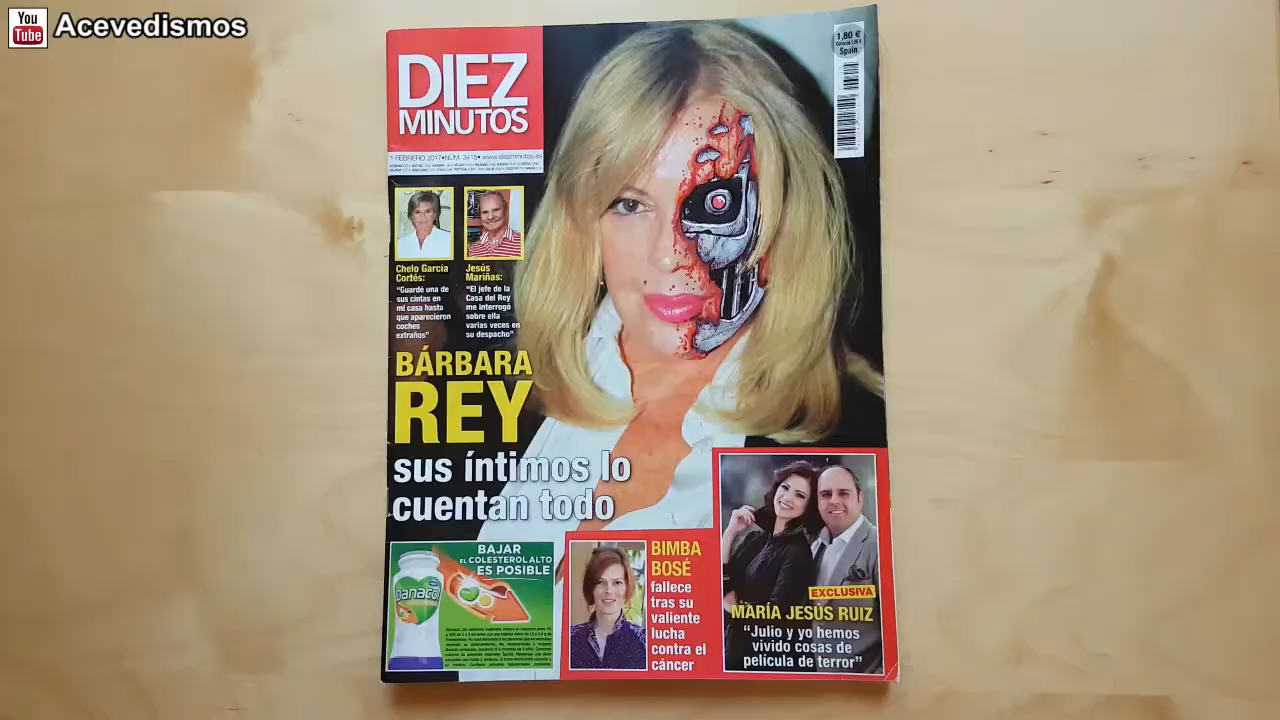 You
Tube
Acevedismos
DIEZ
MINUTOS
1 FEBRERO 2017•NÚM. 3415• www.diezminutos.es
1,80 €
Spain
Chelo García
Cortés:
"Guardé una de
sus cintas en
mi casa hasta
que aparecieron
coches
extraños"
Jesús
Mariñas:
"El jefe de la
Casa del Rey
me interrogó
sobre ella
varias veces en
su despacho"
BÁRBARA
REY
sus íntimos lo
cuentan todo
BAJAR
EL COLESTEROL ALTO
ES POSIBLE
BIMBA
BOSÉ
fallece
tras su
valiente
lucha
contra el
cáncer
EXCLUSIVA
MARÍA JESÚS RUIZ
"Julio y yo hemos
vivido cosas de
película de terror"